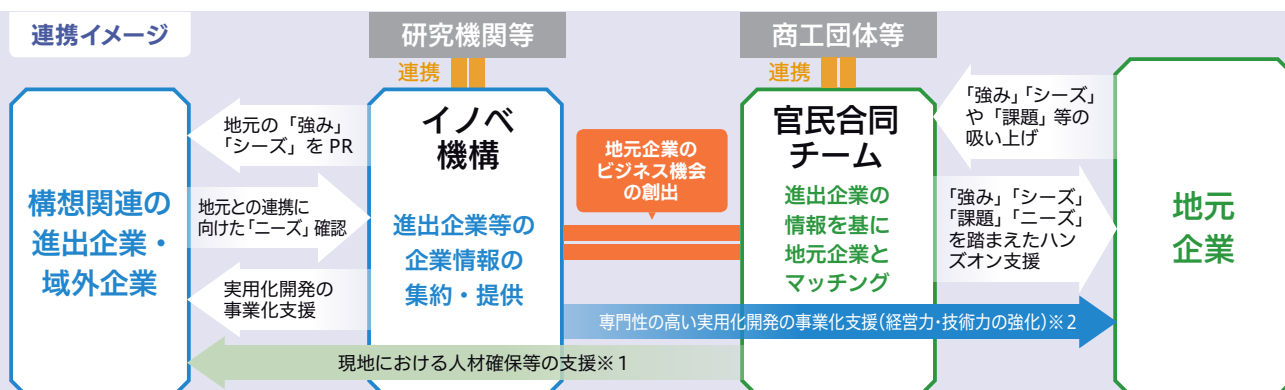 連携イメージ
研究機関等
商工団体等
連携
連携
構想関連の
進出企業・
域外企業
地元の「強み」
「シーズ」を PR
地元との連携に
向けた「ニーズ」確認
実用化開発の
事業化支援
イノベ
機構
進出企業等の
企業情報の
集約・提供
地元企業の
ビジネス機会
の創出
官民合同
チーム
進出企業の
情報を基に
地元企業と
マッチング
「強み」「シーズ」
や「課題」等の
吸い上げ
「強み」「シーズ」
「課題」「ニーズ」
を踏まえたハン
ズオン支援
地元
企業
専門性の高い実用化開発の事業化支援(経営力・技術力の強化)※2
現地における人材確保等の支援※1